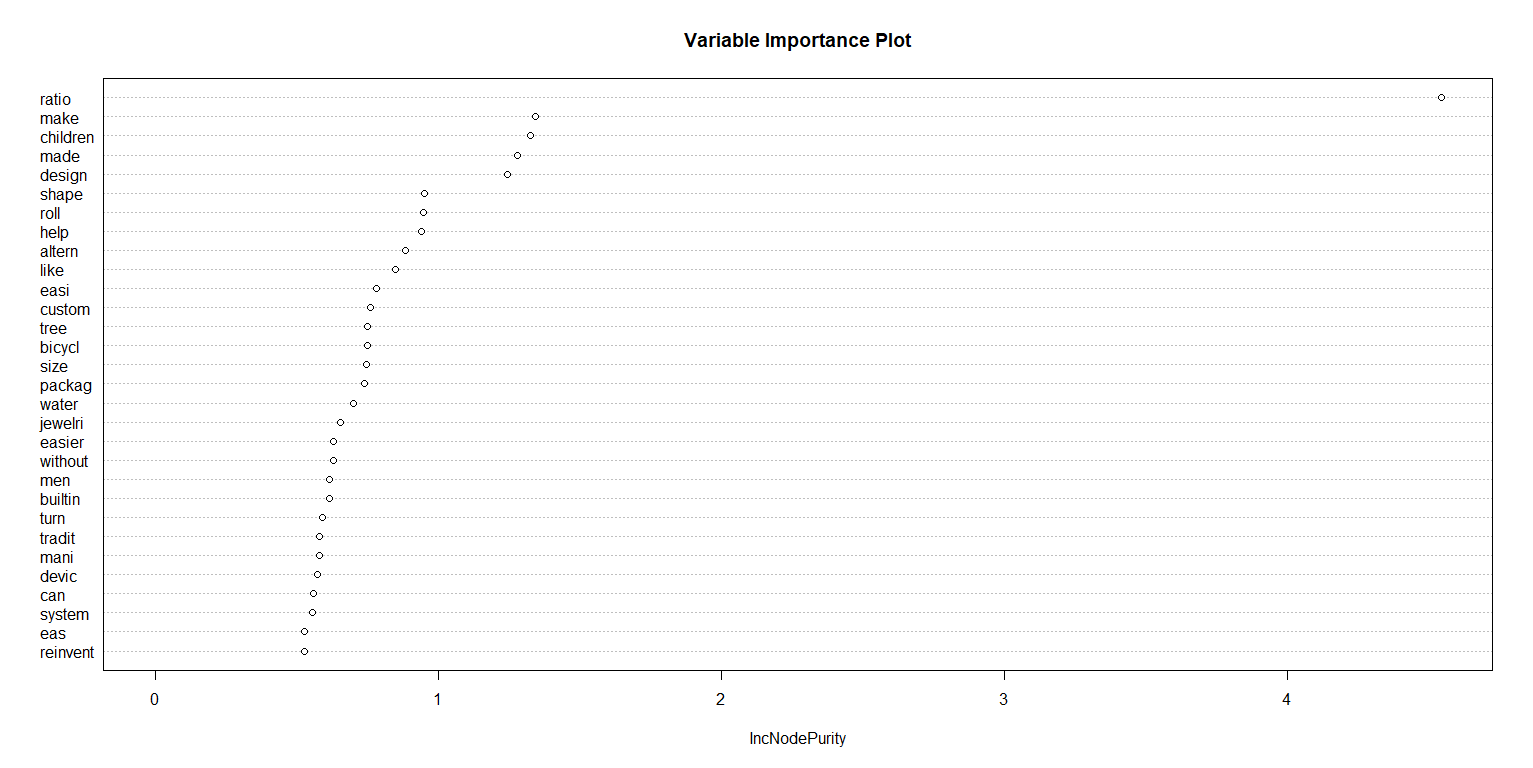 Variable Importance Plot
ratio
make
children
made
design
shape
roll
help
altern
like
easi
custom
tree
bicycl
size
packag
water
jewelri
easier
without
men
builtin
turn
tradit
mani
devic
can
system
eas
reinvent
0 1 2 3 4
IncNodePurity